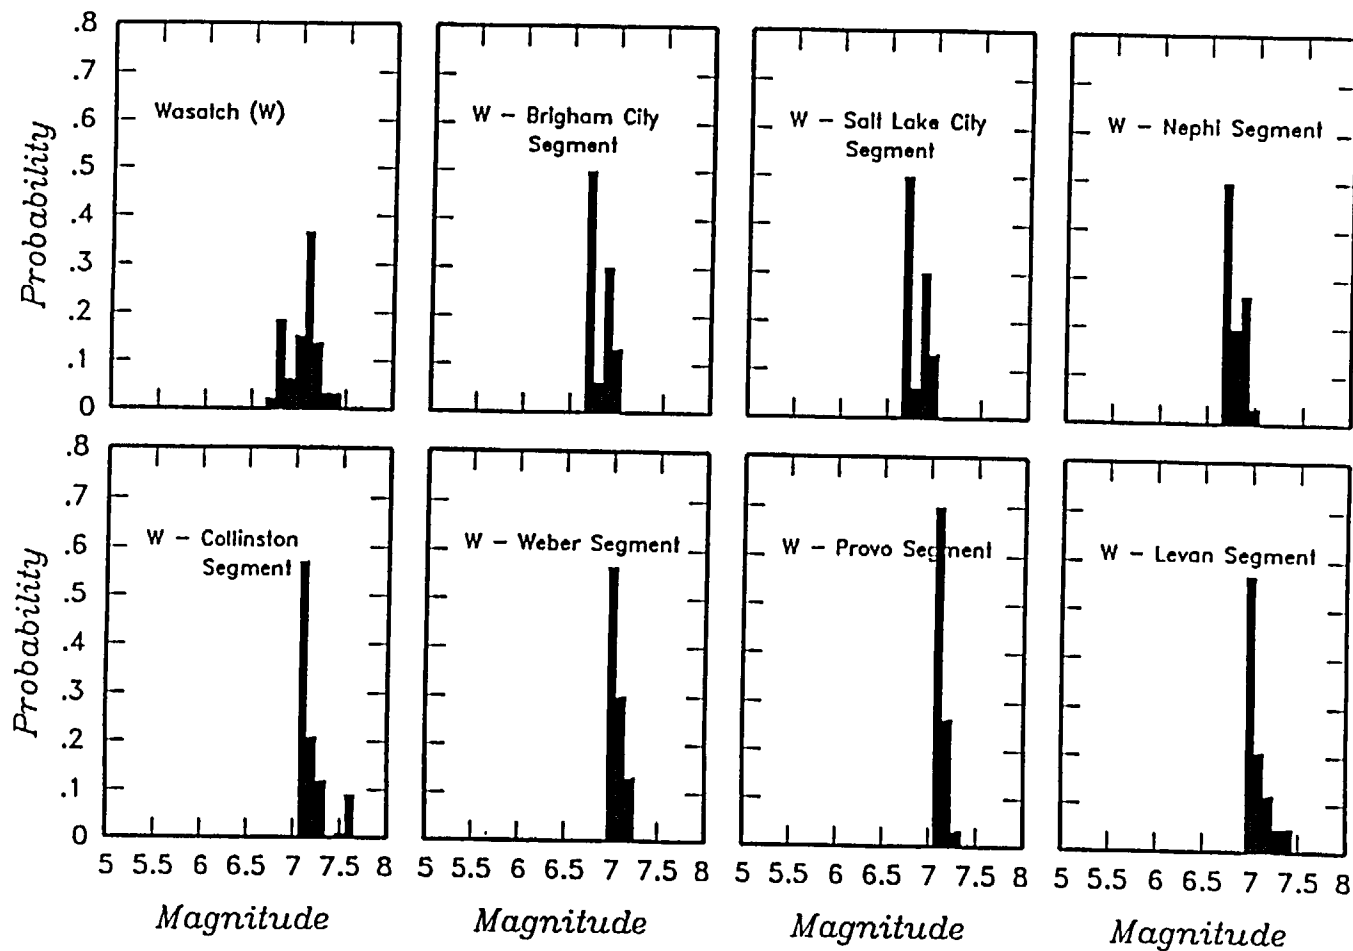 .8
.7
.6
.5
.4
.3
.2
.1
0
Probability
Wasatch (W)
W – Brigham City
Segment
W – Salt Lake City
Segment
W – Nephi Segment
.8
.7
.6
.5
.4
.3
.2
.1
0
Probability
W – Collinston
Segment
W – Weber Segment
W – Provo Segment
W – Levan Segment
5 5.5 6 6.5 7 7.5 8
5 5.5 6 6.5 7 7.5 8
5 5.5 6 6.5 7 7.5 8
5 5.5 6 6.5 7 7.5 8
Magnitude
Magnitude
Magnitude
Magnitude